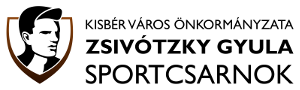 KISBÉR VÁROS ÖNKORMÁNYZATA
ZSIVÓTZKY GYULA
SPORTCSARNOK